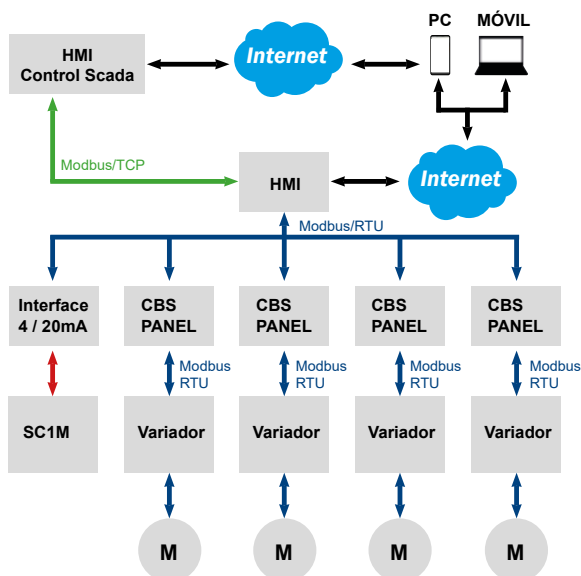 PC
MÓVIL
HMI
Control Scada
Internet
Modbus/TCP
HMI
Internet
Modbus/RTU
Interface
4 / 20mA
CBS
PANEL
CBS
PANEL
CBS
PANEL
CBS
PANEL
Modbus
RTU
Modbus
RTU
Modbus
RTU
Modbus
RTU
SC1M
Variador
Variador
Variador
Variador
M
M
M
M